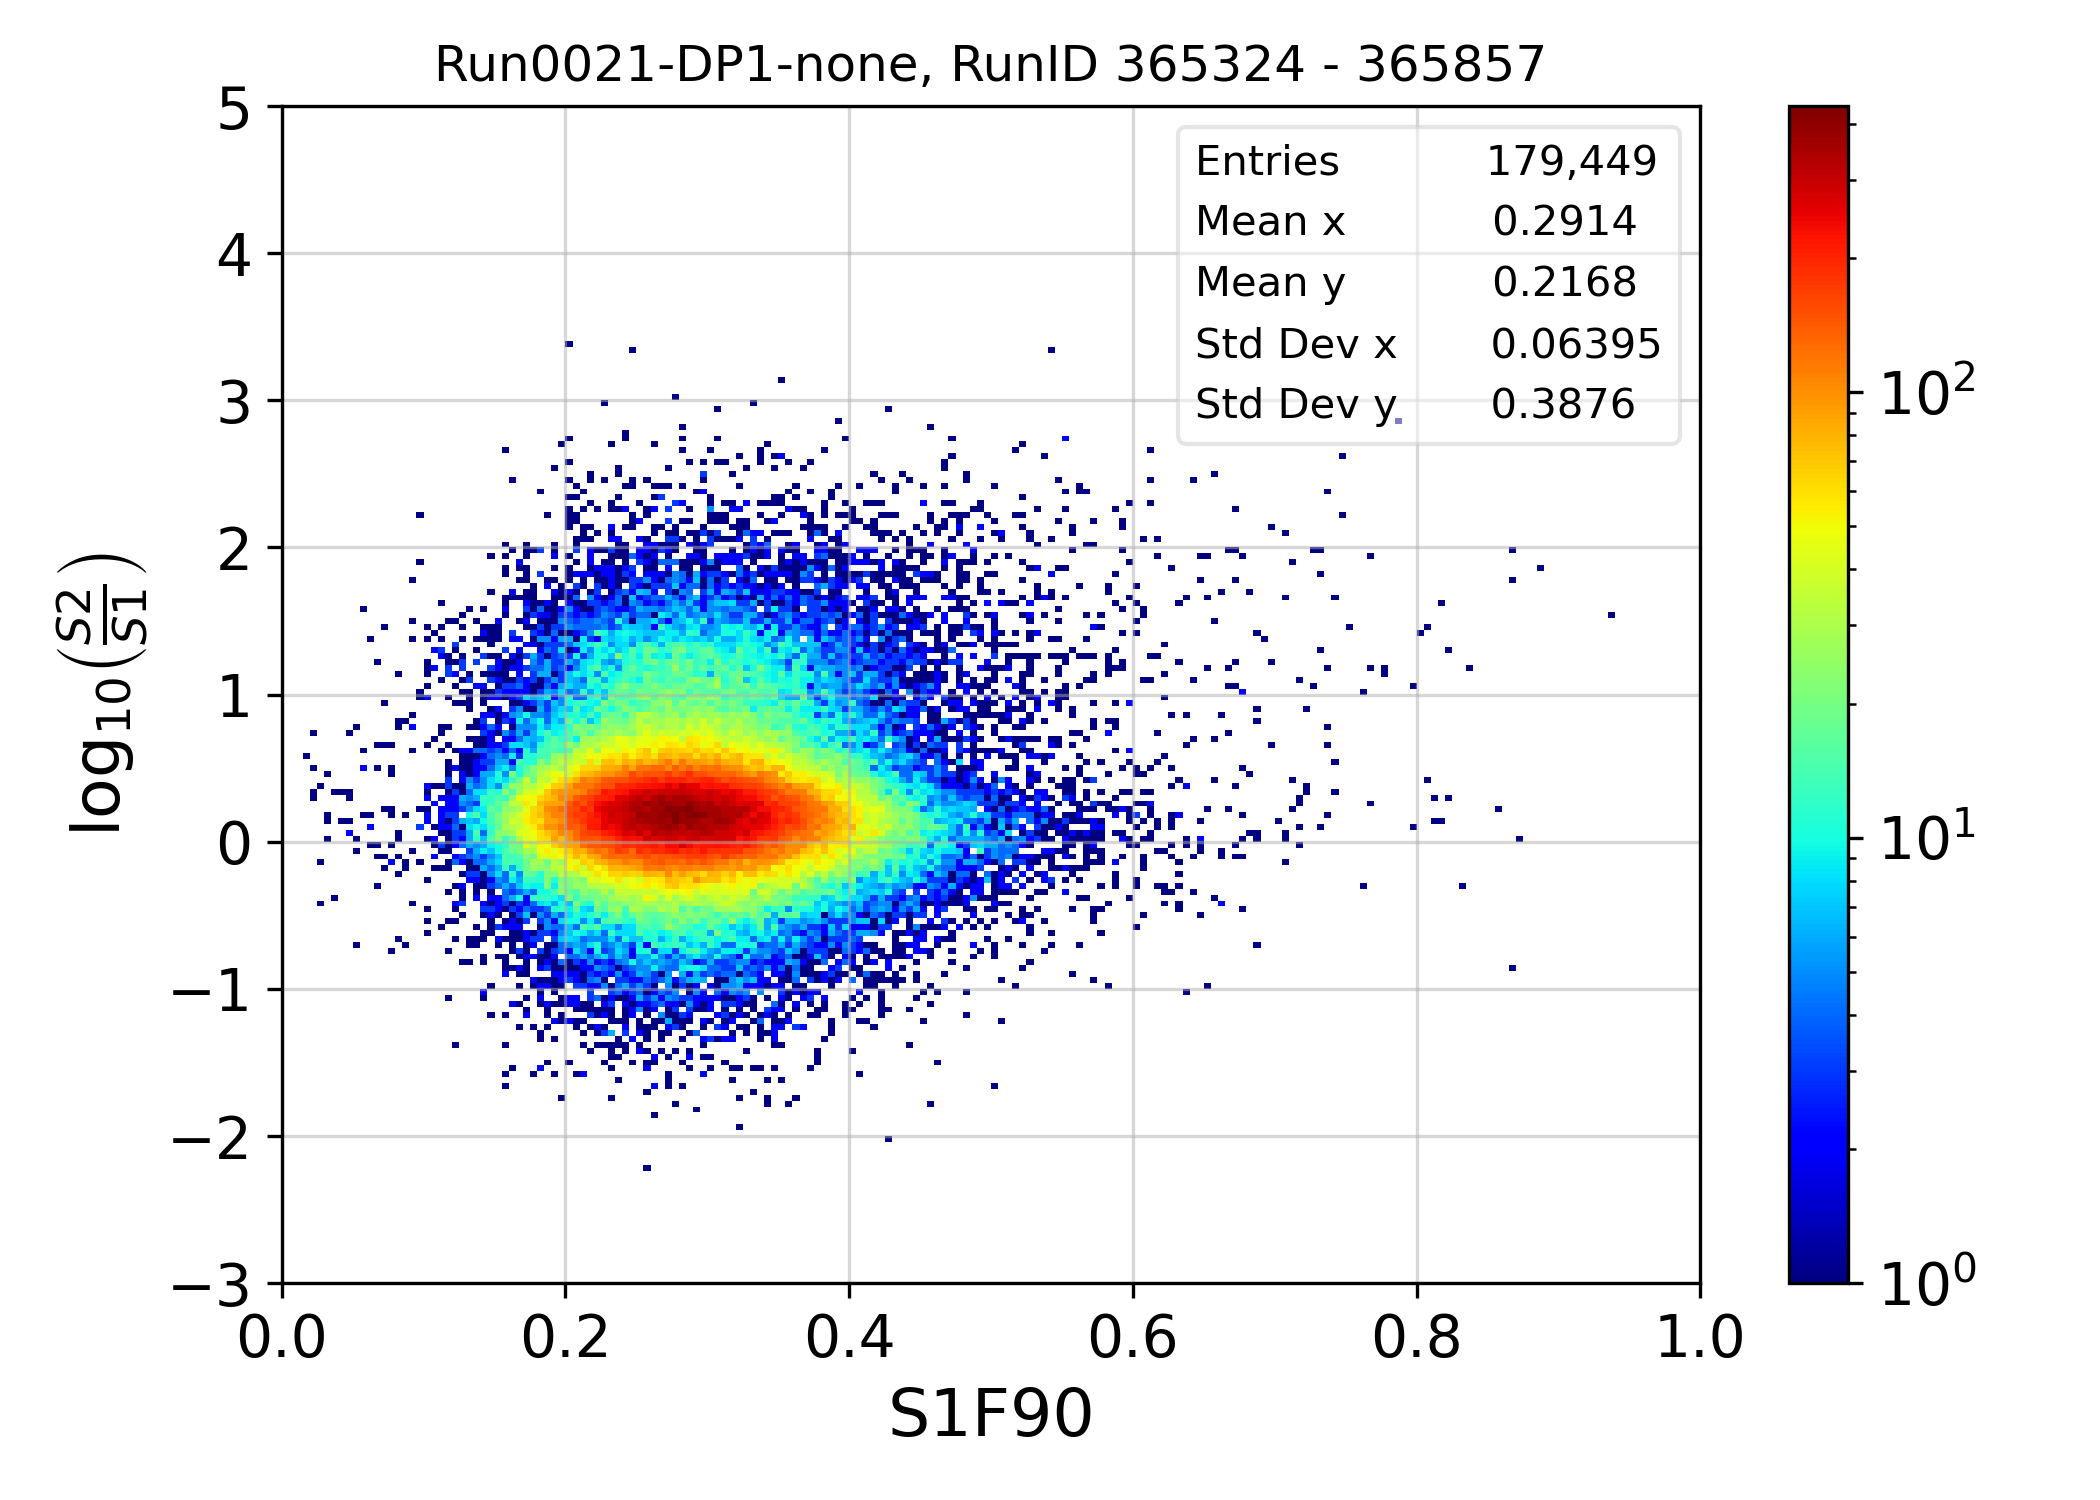 Run0021-DP1-none, RunID 365324 - 365857
5
4
3
2
1
0
−1
−2
−3
log10(S2/S1)
Entries 179,449
Mean x 0.2914
Mean y 0.2168
Std Dev x 0.06395
Std Dev y 0.3876
10²
10¹
10⁰
0.0 0.2 0.4 0.6 0.8 1.0
S1F90